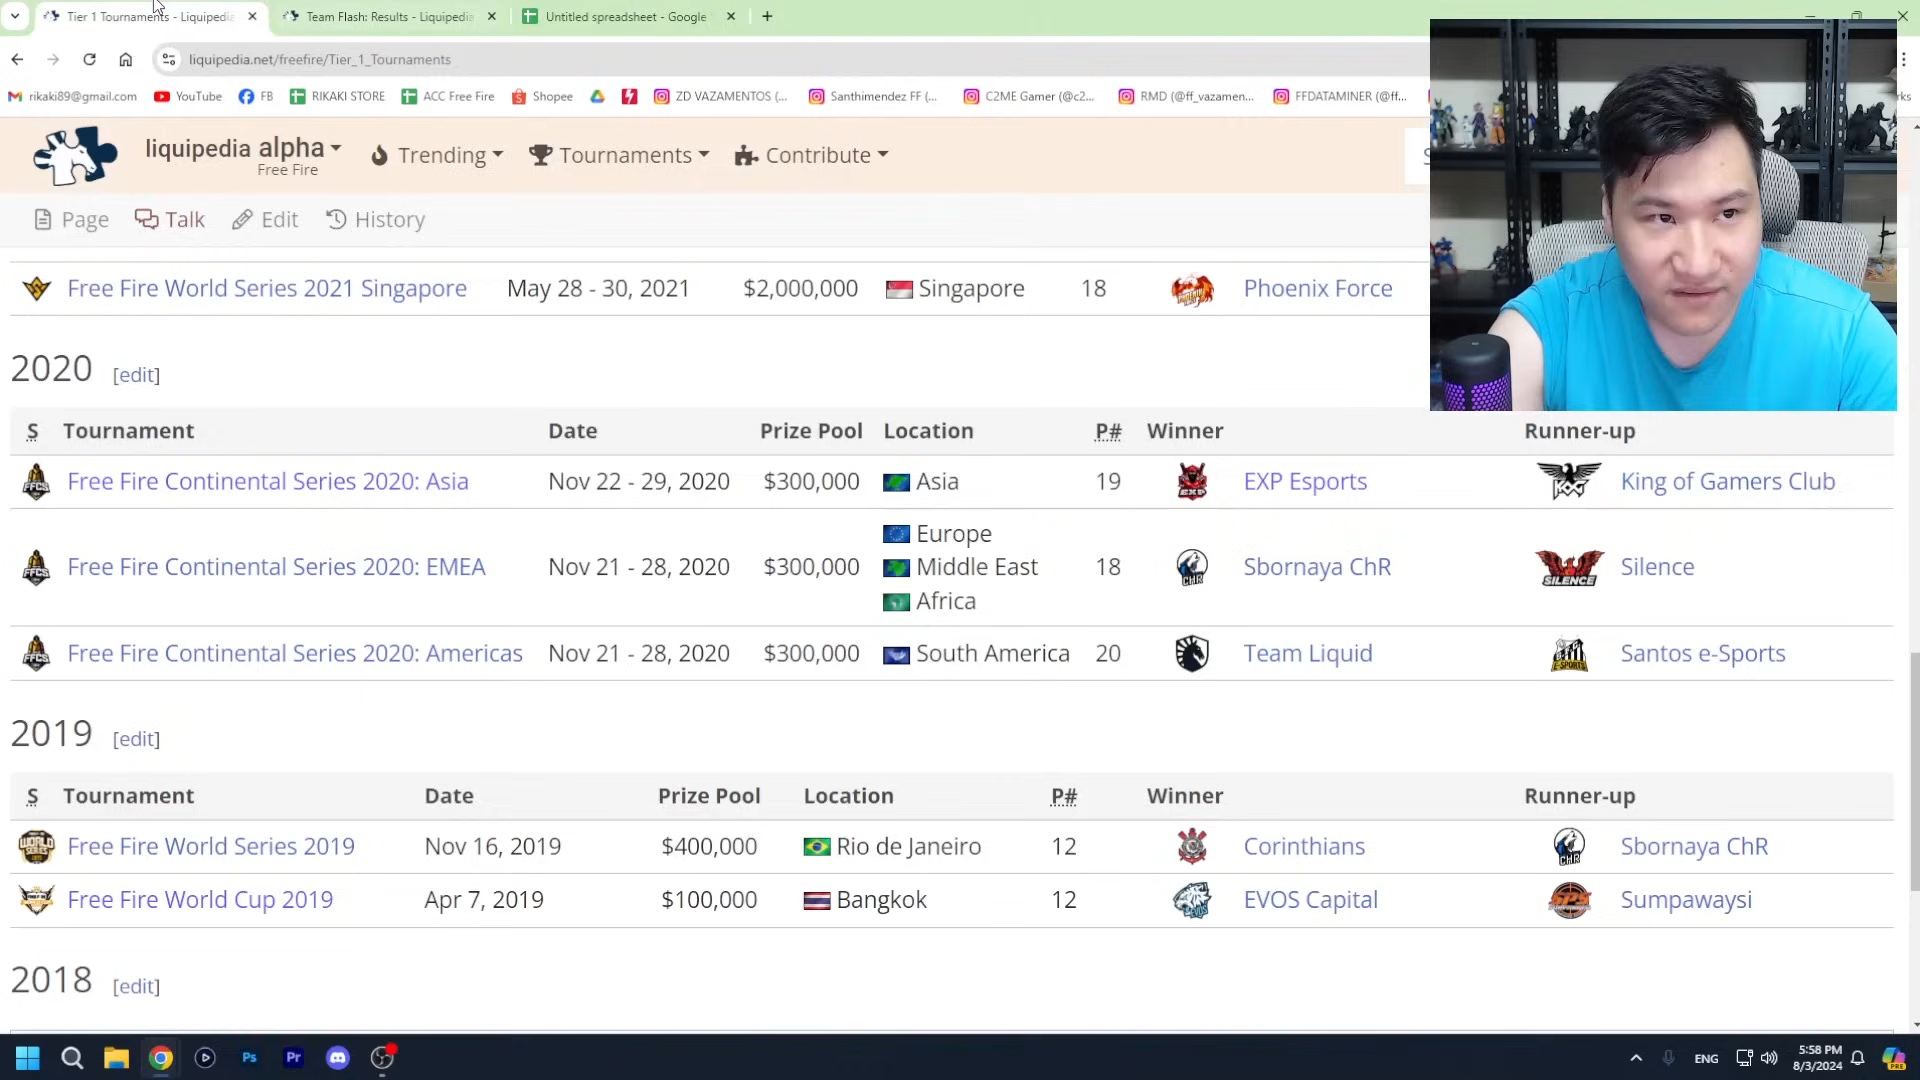 Tier 1 Tournaments - Liquipedia
Team Flash: Results - Liquipedia
Untitled spreadsheet - Google
liquipedia.net/freefire/Tier_1_Tournaments
rikaki89@gmail.com YouTube FB RIKAKI STORE ACC Free Fire Shopee ZD VAZAMENTOS (... Santhimendez FF (... C2ME Gamer (@c2... RMD (@ff_vazamen... FFDATAMINER (@ff...
liquipedia alpha Trending Tournaments Contribute
Free Fire
Page Talk Edit History
Free Fire World Series 2021 Singapore May 28 - 30, 2021 $2,000,000 Singapore 18 Phoenix Force
2020 [edit]
S Tournament Date Prize Pool Location P# Winner Runner-up
Free Fire Continental Series 2020: Asia Nov 22 - 29, 2020 $300,000 Asia 19 EXP Esports King of Gamers Club
Europe
Free Fire Continental Series 2020: EMEA Nov 21 - 28, 2020 $300,000 Middle East 18 Sbornaya ChR Silence
Africa
Free Fire Continental Series 2020: Americas Nov 21 - 28, 2020 $300,000 South America 20 Team Liquid Santos e-Sports
2019 [edit]
S Tournament Date Prize Pool Location P# Winner Runner-up
Free Fire World Series 2019 Nov 16, 2019 $400,000 Rio de Janeiro 12 Corinthians Sbornaya ChR
Free Fire World Cup 2019 Apr 7, 2019 $100,000 Bangkok 12 EVOS Capital Sumpawaysi
2018 [edit]
Ps Pr ENG 5:58 PM
8/3/2024